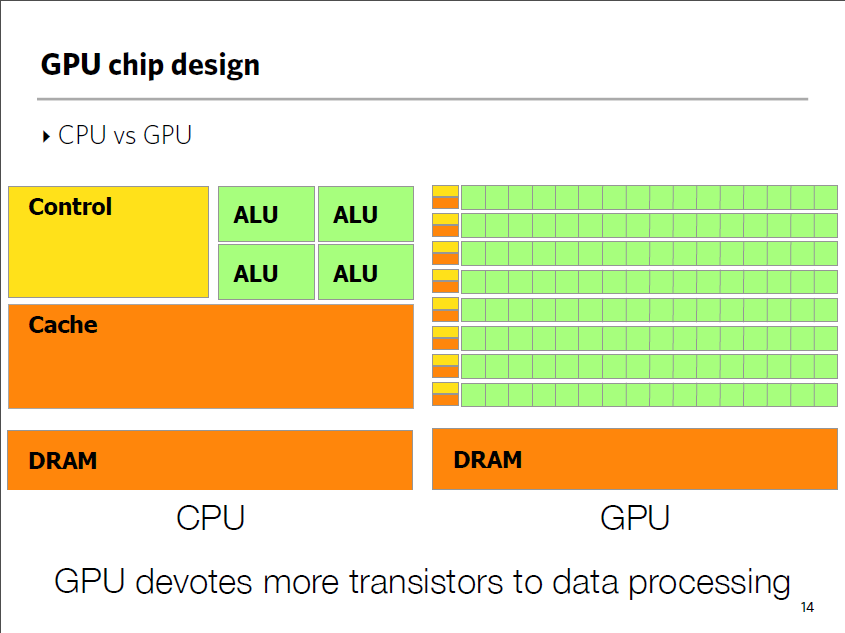 GPU chip design
CPU vs GPU
Control
ALU
ALU
ALU
ALU
Cache
DRAM
DRAM
CPU
GPU
GPU devotes more transistors to data processing
14